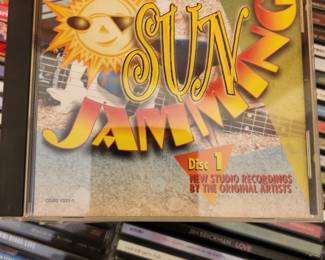 SUN
JAMMING
Disc 1
NEW STUDIO RECORDINGS
BY THE ORIGINAL ARTISTS